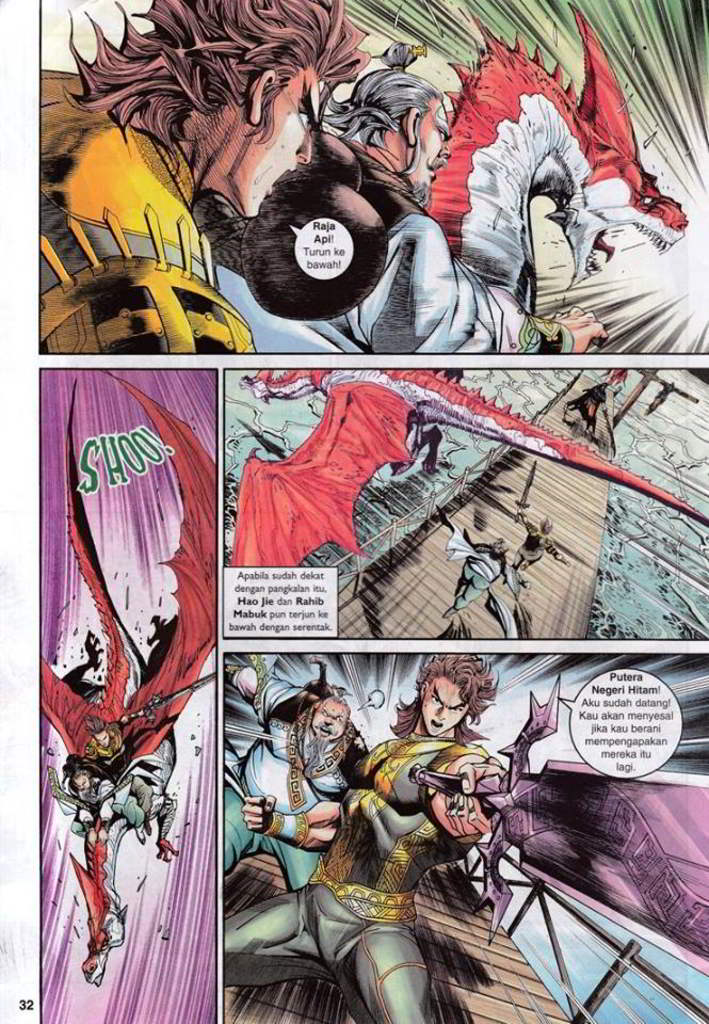 Raja
Api!
Turun ke
bawah!
SHOO!
Apabila sudah dekat
dengan pangkalan itu,
Hao Jie dan Rahib
Mabuk pun terjun ke
bawah dengan serentak.
Putera
Negeri Hitam!
Aku sudah datang!
Kau akan menyesal
jika kau berani
mempengapakan
mereka itu
lagi.
32